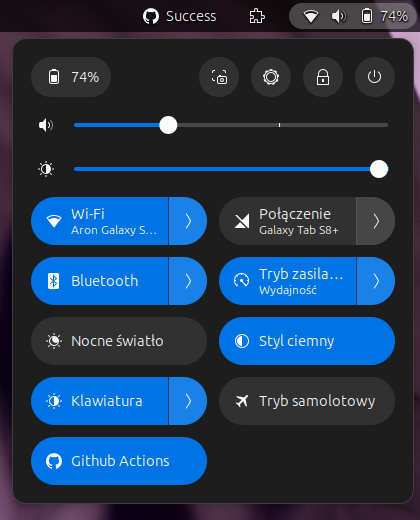 Success
74%
74%
Wi-Fi
Aron Galaxy S...
Połączenie
Galaxy Tab S8+
Bluetooth
Tryb zasila...
Wydajność
Nocne światło
Styl ciemny
Klawiatura
Tryb samolotowy
Github Actions